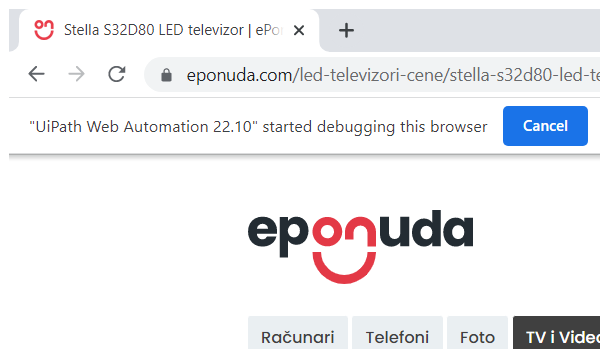 Stella S32D80 LED televizor | ePo
eponuda.com/led-televizori-cene/stella-s32d80-led-te
"UiPath Web Automation 22.10" started debugging this browser
Cancel
eponuda
Računari Telefoni Foto TV i Video